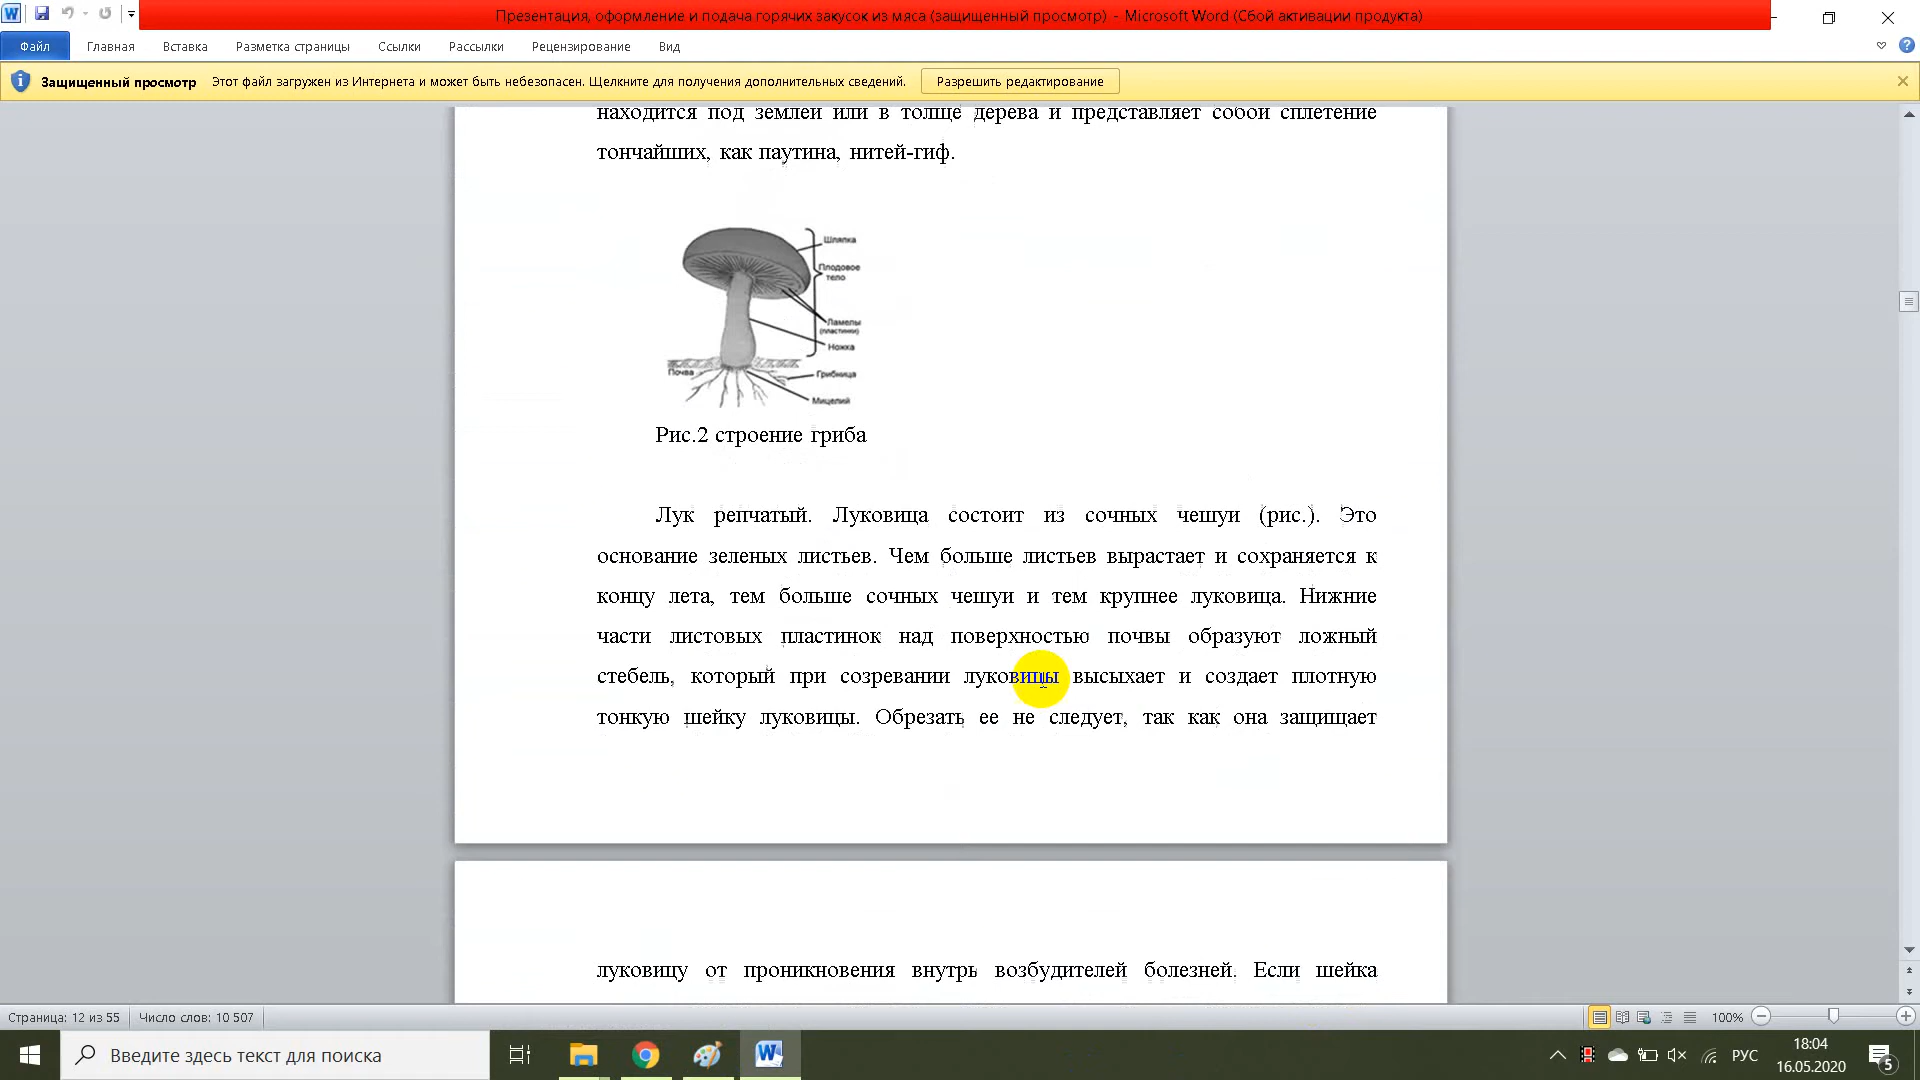 Презентация, оформление и подача горячих закусок из мяса (защищенный просмотр) - Microsoft Word (Сбой активации продукта)
Файл Главная Вставка Разметка страницы Ссылки Рассылки Рецензирование Вид
Защищенный просмотр Этот файл загружен из Интернета и может быть небезопасен. Щелкните для получения дополнительных сведений. Разрешить редактирование
находится под землей или в толще дерева и представляет собой сплетение
тончайших, как паутина, нитей-гиф.
Шляпка
Плодовое
тело
Ламелы
(пластинки)
Ножка
Почва
Грибница
Мицелий
Рис.2 строение гриба
Лук репчатый. Луковица состоит из сочных чешуи (рис.). Это
основание зеленых листьев. Чем больше листьев вырастает и сохраняется к
концу лета, тем больше сочных чешуи и тем крупнее луковица. Нижние
части листовых пластинок над поверхностью почвы образуют ложный
стебель, который при созревании луковицы высыхает и создает плотную
тонкую шейку луковицы. Обрезать ее не следует, так как она защищает
луковицу от проникновения внутрь возбудителей болезней. Если шейка
Страница: 12 из 55 Число слов: 10 507 100%
Введите здесь текст для поиска
РУС
18:04
16.05.2020
5